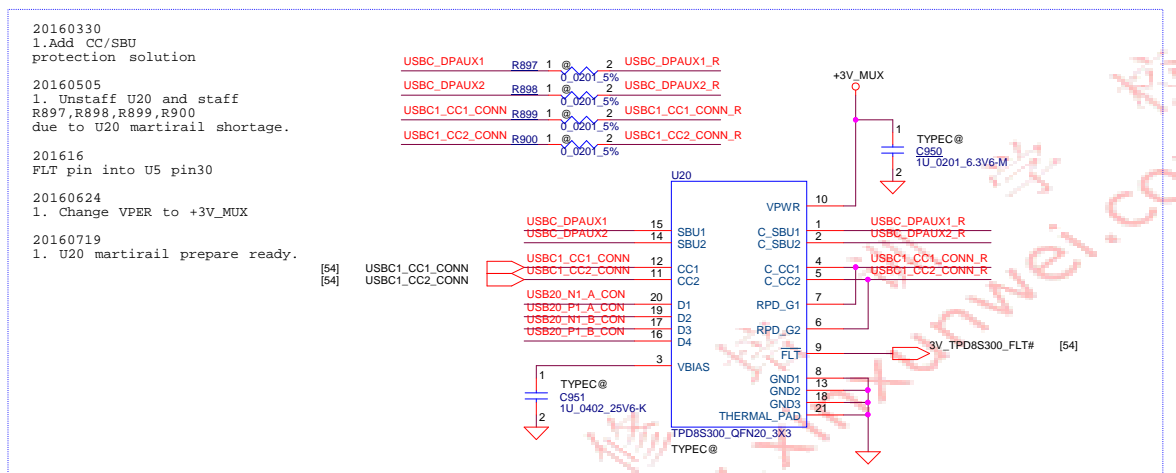 20160330
1.Add CC/SBU
protection solution
20160505
1. Unstaff U20 and staff
R897,R898,R899,R900
due to U20 martirail shortage.
201616
FLT pin into U5 pin30
20160624
1. Change VPER to +3V_MUX
20160719
1. U20 martirail prepare ready.
USBC_DPAUX1 R897 1 @ 2 USBC_DPAUX1_R
0_0201_5%
USBC_DPAUX2 R898 1 @ 2 USBC_DPAUX2_R
0_0201_5%
USBC1_CC1_CONN R899 1 @ 2 USBC1_CC1_CONN_R
0_0201_5%
USBC1_CC2_CONN R900 1 @ 2 USBC1_CC2_CONN_R
0_0201_5%
+3V_MUX
1
TYPEC@
C950
1U_0201_6.3V6-M
2
U20
10 VPWR
USBC_DPAUX1 15 SBU1
USBC_DPAUX2 14 SBU2
C_SBU1 1 USBC_DPAUX1_R
C_SBU2 2 USBC_DPAUX2_R
[54] USBC1_CC1_CONN USBC1_CC1_CONN 12 CC1
[54] USBC1_CC2_CONN USBC1_CC2_CONN 11 CC2
C_CC1 4 USBC1_CC1_CONN_R
C_CC2 5 USBC1_CC2_CONN_R
USB20_N1_A_CON 20 D1
USB20_P1_A_CON 19 D2
USB20_N1_B_CON 17 D3
USB20_P1_B_CON 16 D4
RPD_G1 7
RPD_G2 6
FLT 9 3V_TPD8S300_FLT# [54]
3 VBIAS
1
TYPEC@
C951
1U_0402_25V6-K
2
GND1 8
GND2 13
GND3 18
THERMAL_PAD 21
TPD8S300_QFN20_3X3
TYPEC@